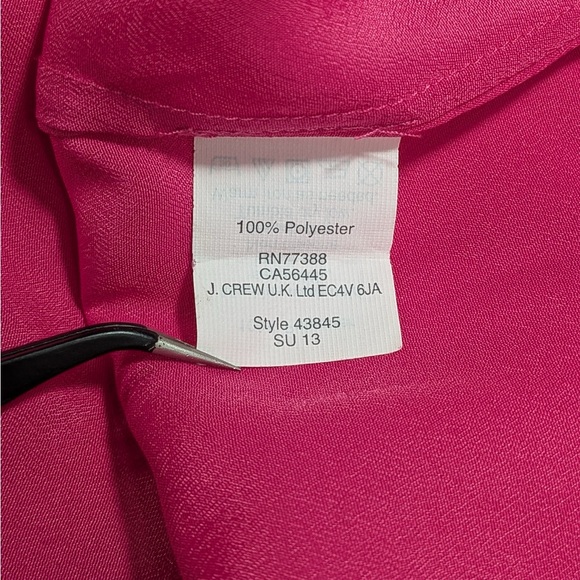 100% Polyester
RN77388
CA56445
J. CREW U.K. Ltd EC4V 6JA
Style 43845
SU 13